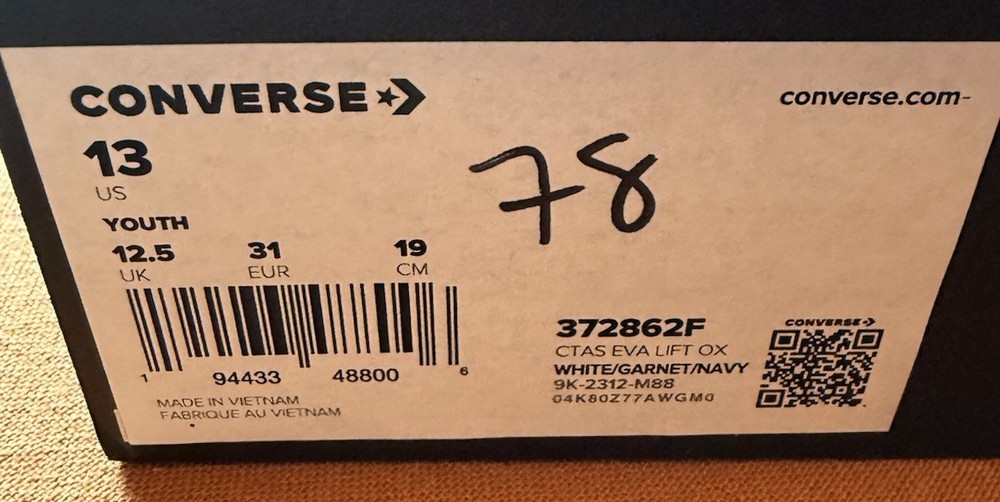 CONVERSE
converse.com
13
US
78
YOUTH
12.5 31 19
UK EUR CM
1 94433 48800 6
MADE IN VIETNAM
FABRIQUE AU VIETNAM
372862F
CTAS EVA LIFT OX
WHITE/GARNET/NAVY
9K-2312-M88
04K80Z77AWGM0
CONVERSE